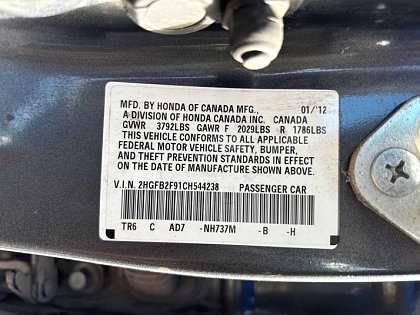 MFD. BY HONDA OF CANADA MFG., 01/'12
A DIVISION OF HONDA CANADA INC. CANADA
GVWR 3792LBS GAWR F 2029LBS R 1786LBS
THIS VEHICLE CONFORMS TO ALL APPLICABLE
FEDERAL MOTOR VEHICLE SAFETY, BUMPER,
AND THEFT PREVENTION STANDARDS IN EFFECT
ON THE DATE OF MANUFACTURE SHOWN ABOVE.
V.I.N. 2HGFB2F91CH544238 PASSENGER CAR
TR6 C AD7 -NH737M -B -H